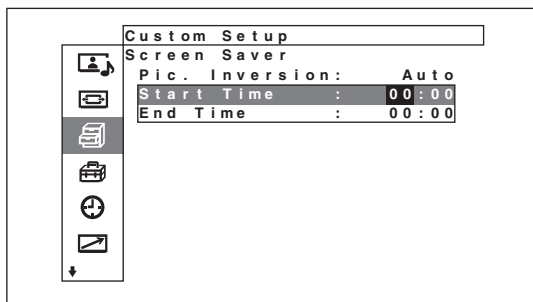 Custom Setup
Screen Saver
Pic. Inversion: Auto
Start Time : 00:00
End Time : 00:00